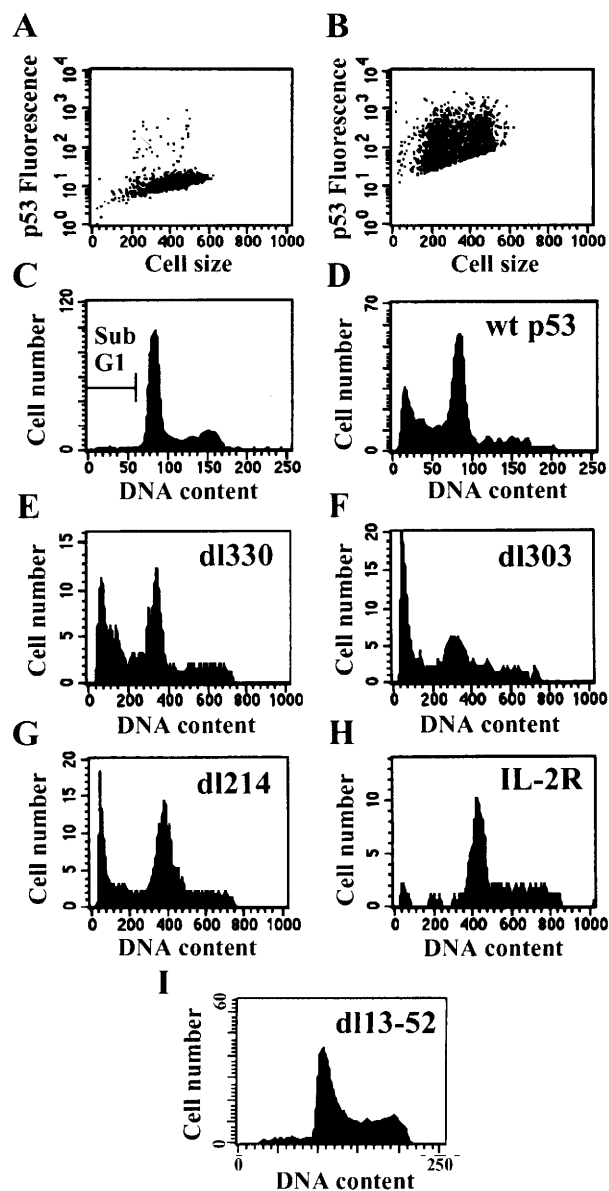 A
B
p53 Fluorescence
10^4
10^3
10^2
10^1
10^0
0 200 400 600 800 1000
Cell size
p53 Fluorescence
10^4
10^3
10^2
10^1
10^0
0 200 400 600 800 1000
Cell size
C
D
Cell number
120
0
Sub
G1
0 50 100 150 200 250
DNA content
Cell number
70
0
wt p53
0 50 100 150 200 250
DNA content
E
F
Cell number
15
10
5
0
dl330
0 200 400 600 800 1000
DNA content
Cell number
20
15
10
5
0
dl303
0 200 400 600 800 1000
DNA content
G
H
Cell number
20
15
10
5
0
dl214
0 200 400 600 800 1000
DNA content
Cell number
10
5
0
IL-2R
0 200 400 600 800 1000
DNA content
I
Cell number
60
0
dl13-52
0 250
DNA content